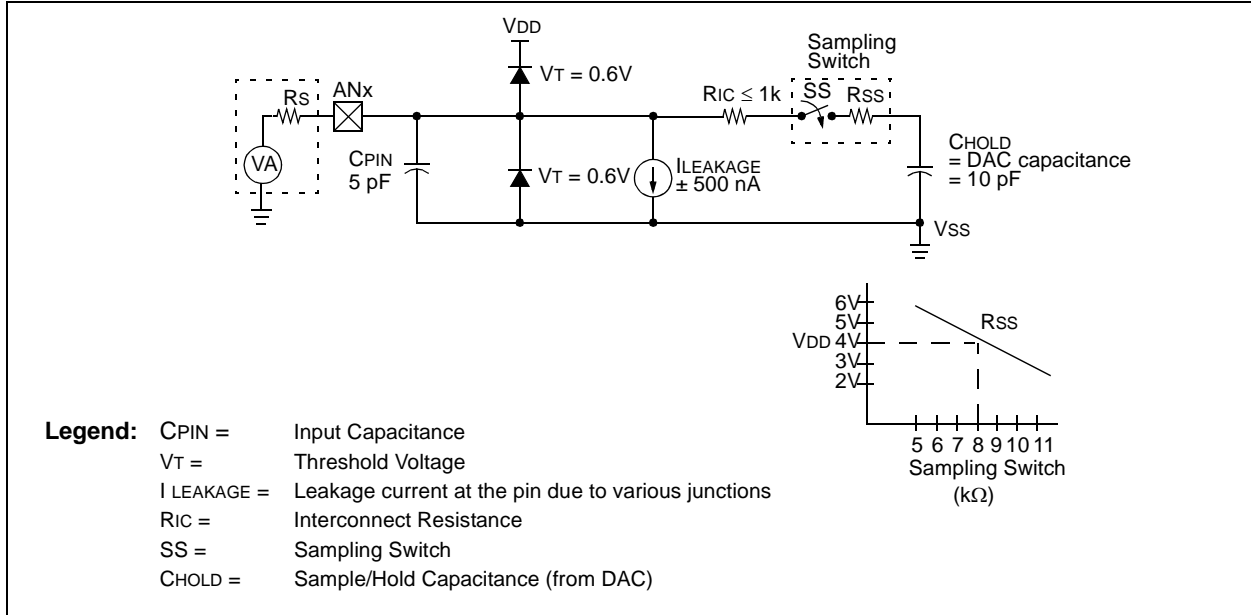 VDD
Sampling
Switch
VT = 0.6V
ANx
RS
RIC ≤ 1k
SS
RSS
VA
CPIN
5 pF
VT = 0.6V
ILEAKAGE
± 500 nA
CHOLD
= DAC capacitance
= 10 pF
VSS
6V
5V
VDD 4V
3V
2V
RSS
5 6 7 8 9 10 11
Sampling Switch
(kΩ)
Legend: CPIN = Input Capacitance
VT = Threshold Voltage
I LEAKAGE = Leakage current at the pin due to various junctions
RIC = Interconnect Resistance
SS = Sampling Switch
CHOLD = Sample/Hold Capacitance (from DAC)